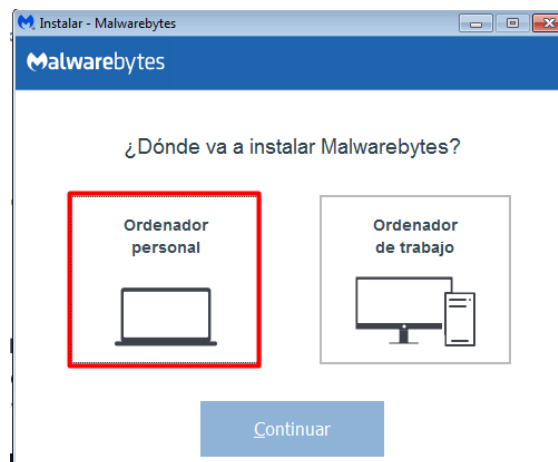 Instalar - Malwarebytes
Malwarebytes
¿Dónde va a instalar Malwarebytes?
Ordenador
personal
Ordenador
de trabajo
Continuar